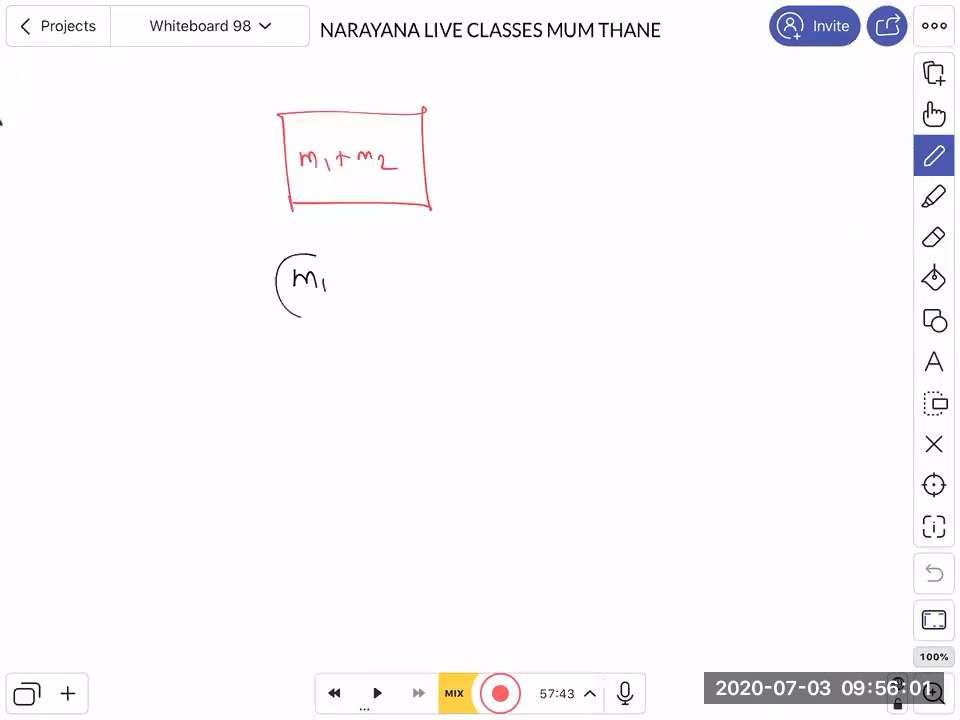 Projects
Whiteboard 98
NARAYANA LIVE CLASSES MUM THANE
Invite
m₁ + m₂
(m₁
A
100%
MIX
57:43
2020-07-03 09:56:01